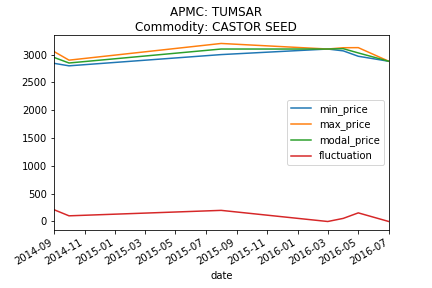 APMC: TUMSAR
Commodity: CASTOR SEED
3000
2500
2000
1500
1000
500
0
min_price
max_price
modal_price
fluctuation
2014-09
2014-11
2015-01
2015-03
2015-05
2015-07
2015-09
2015-11
2016-01
2016-03
2016-05
2016-07
date